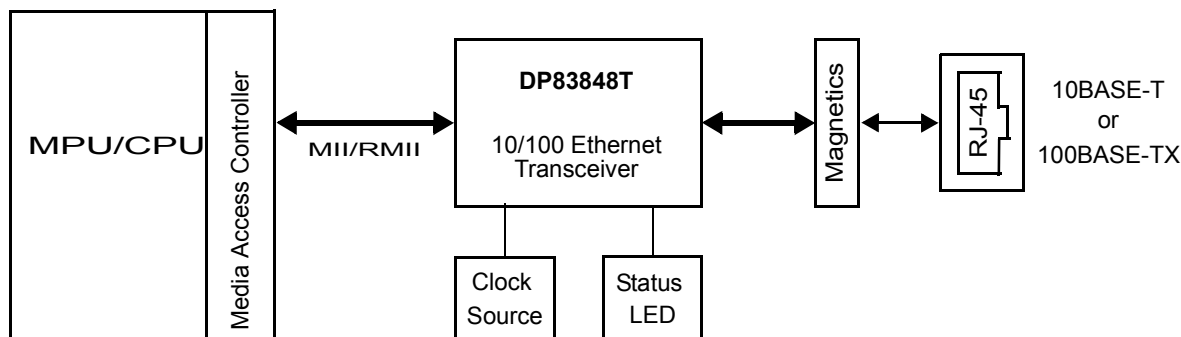 MPU/CPU
Media Access Controller
MII/RMII
DP83848T
10/100 Ethernet
Transceiver
Clock
Source
Status
LED
Magnetics
RJ-45
10BASE-T
or
100BASE-TX